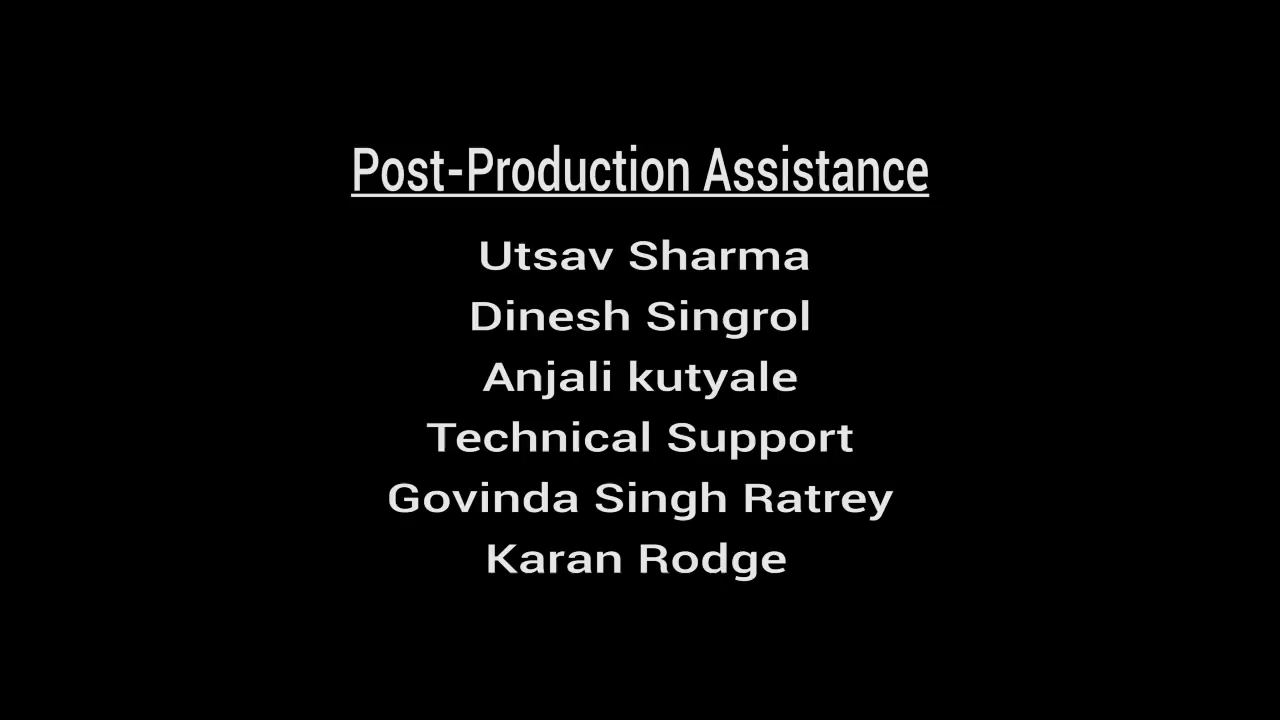 Post-Production Assistance
Utsav Sharma
Dinesh Singrol
Anjali kutyale
Technical Support
Govinda Singh Ratrey
Karan Rodge